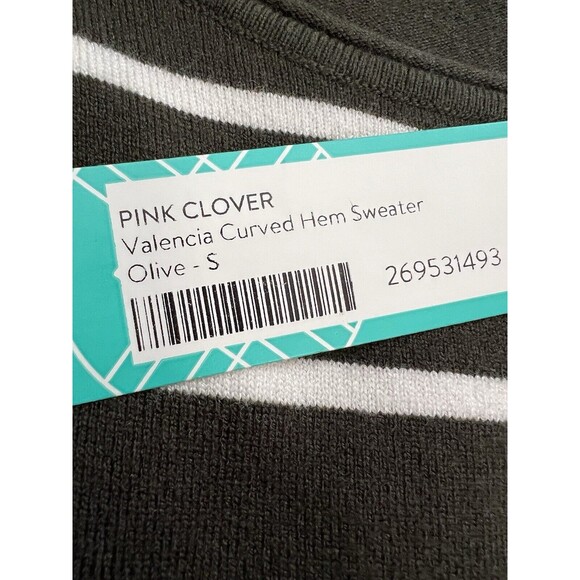 PINK CLOVER
Valencia Curved Hem Sweater
Olive - S
269531493